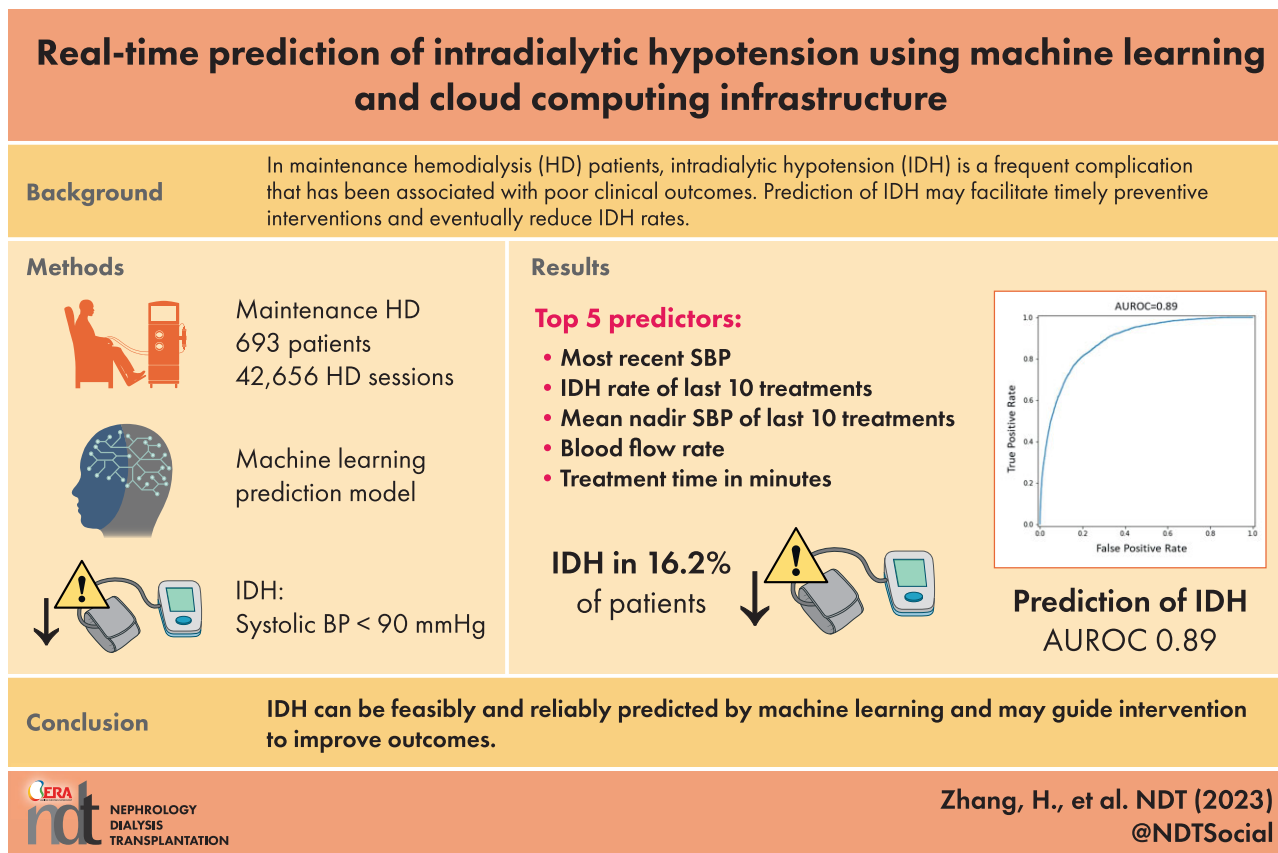 Real-time prediction of intradialytic hypotension using machine learning
and cloud computing infrastructure
Background
In maintenance hemodialysis (HD) patients, intradialytic hypotension (IDH) is a frequent complication
that has been associated with poor clinical outcomes. Prediction of IDH may facilitate timely preventive
interventions and eventually reduce IDH rates.
Methods
Maintenance HD
693 patients
42,656 HD sessions
Machine learning
prediction model
!
IDH:
Systolic BP < 90 mmHg
Results
Top 5 predictors:
• Most recent SBP
• IDH rate of last 10 treatments
• Mean nadir SBP of last 10 treatments
• Blood flow rate
• Treatment time in minutes
IDH in 16.2%
of patients
!
AUROC=0.89
True Positive Rate
1.0
0.8
0.6
0.4
0.2
0.0
0.0 0.2 0.4 0.6 0.8 1.0
False Positive Rate
Prediction of IDH
AUROC 0.89
Conclusion
IDH can be feasibly and reliably predicted by machine learning and may guide intervention
to improve outcomes.
ERA
ndt
NEPHROLOGY
DIALYSIS
TRANSPLANTATION
Zhang, H., et al. NDT (2023)
@NDTSocial